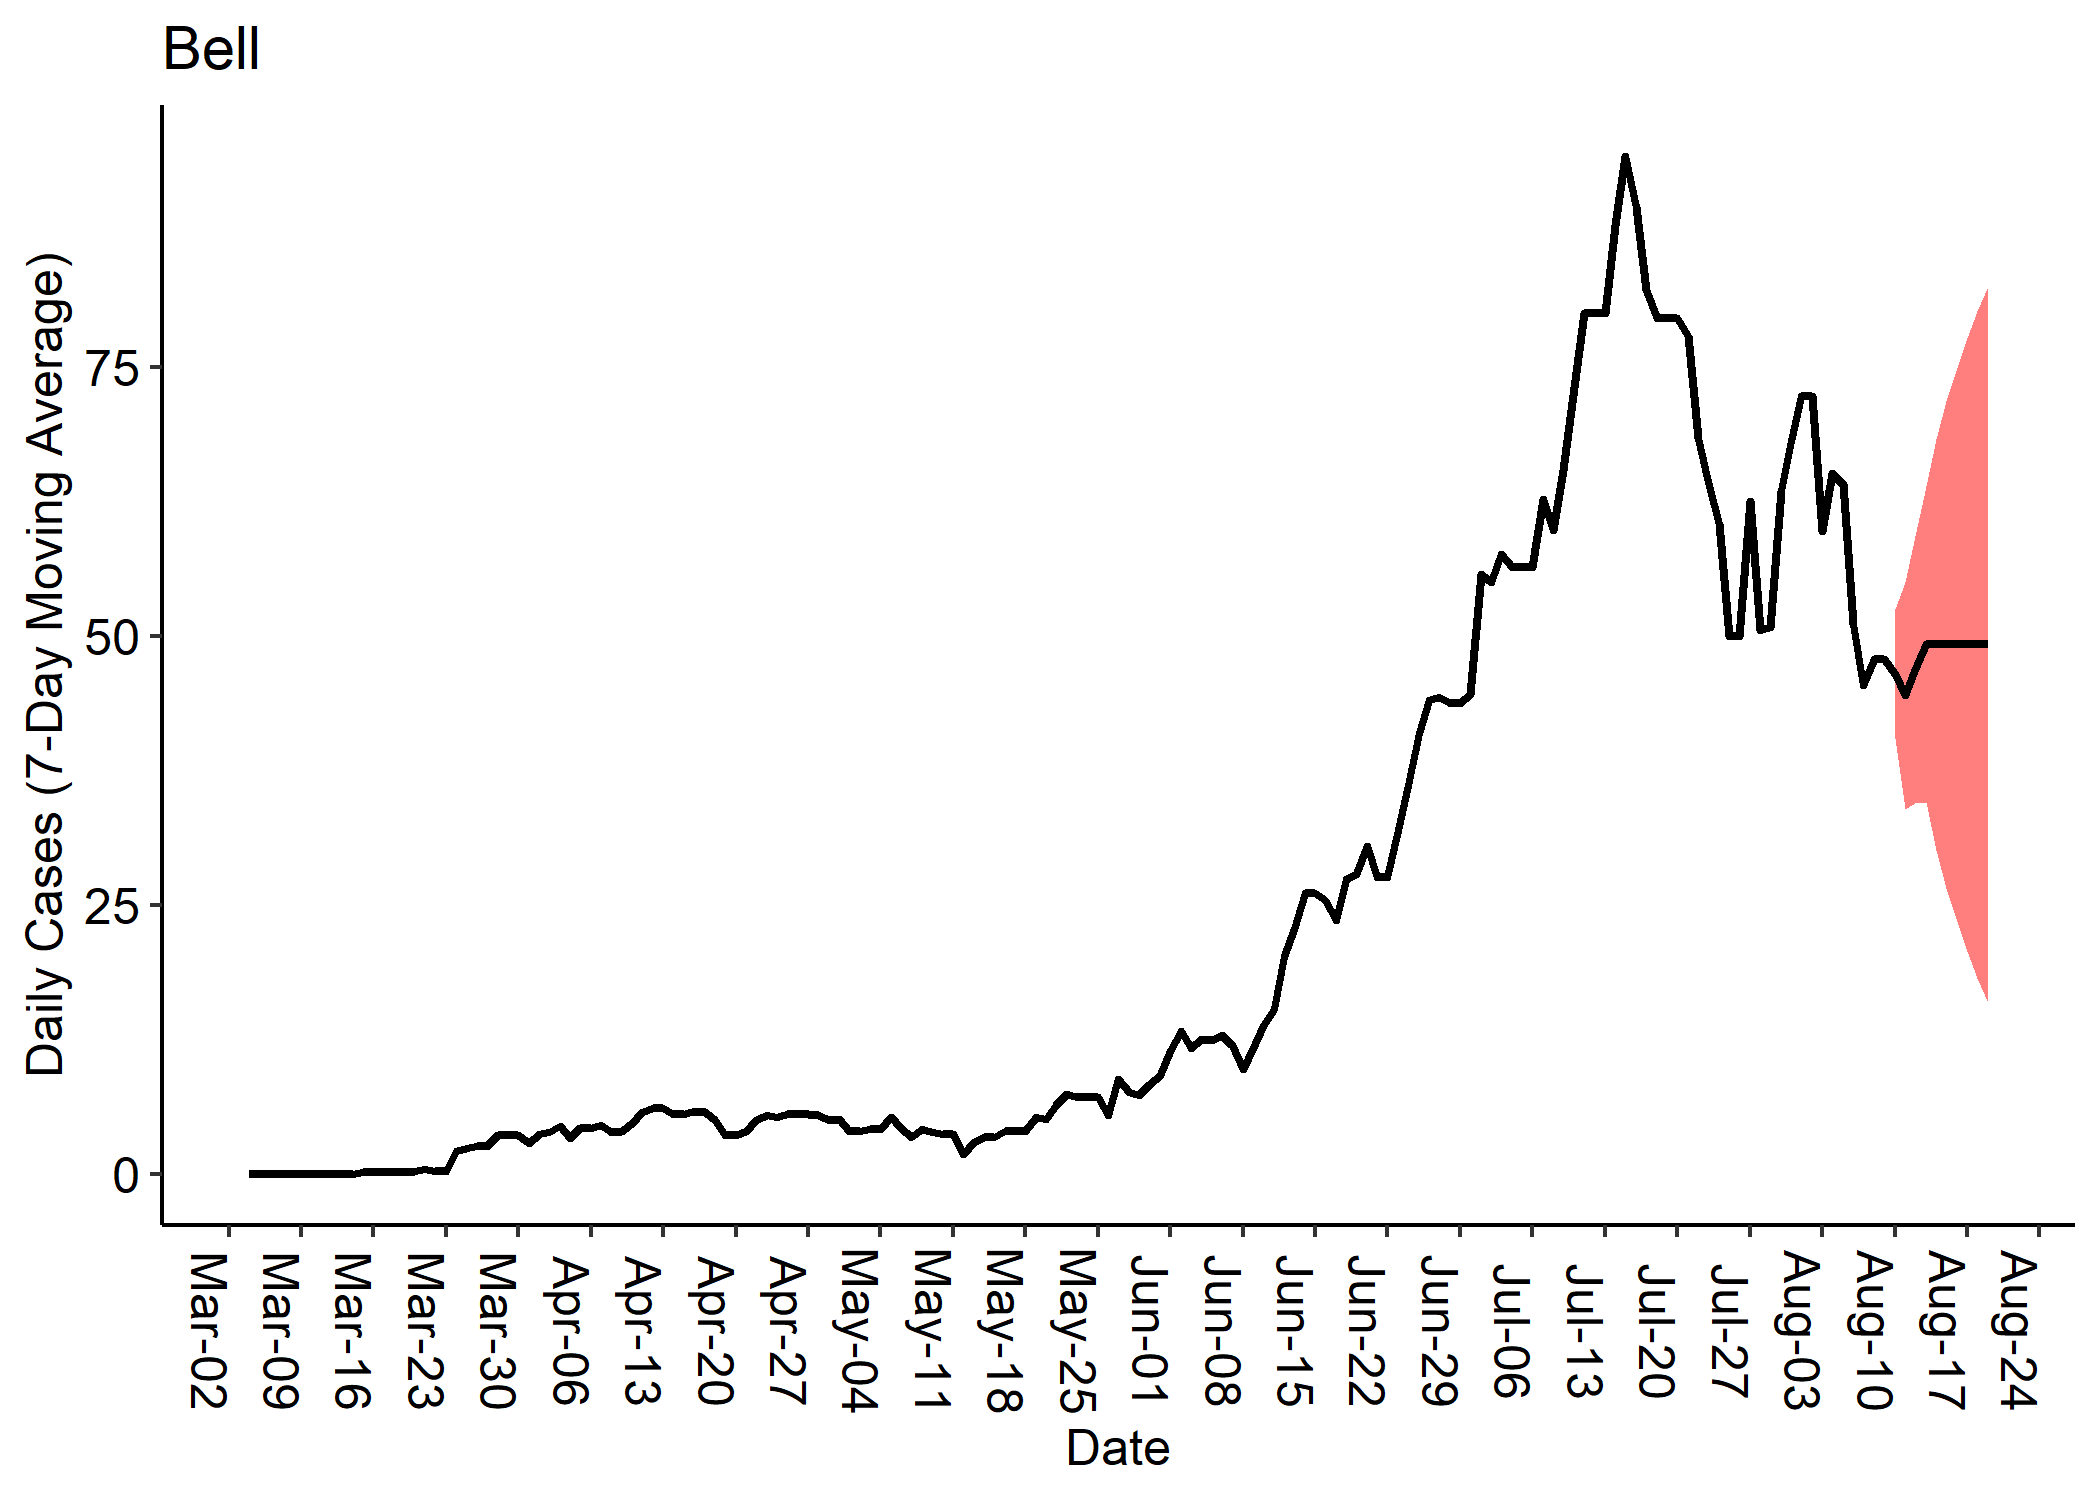 Bell
Daily Cases (7-Day Moving Average)
75
50
25
0
Mar-02
Mar-09
Mar-16
Mar-23
Mar-30
Apr-06
Apr-13
Apr-20
Apr-27
May-04
May-11
May-18
May-25
Jun-01
Jun-08
Jun-15
Jun-22
Jun-29
Jul-06
Jul-13
Jul-20
Jul-27
Aug-03
Aug-10
Aug-17
Aug-24
Date